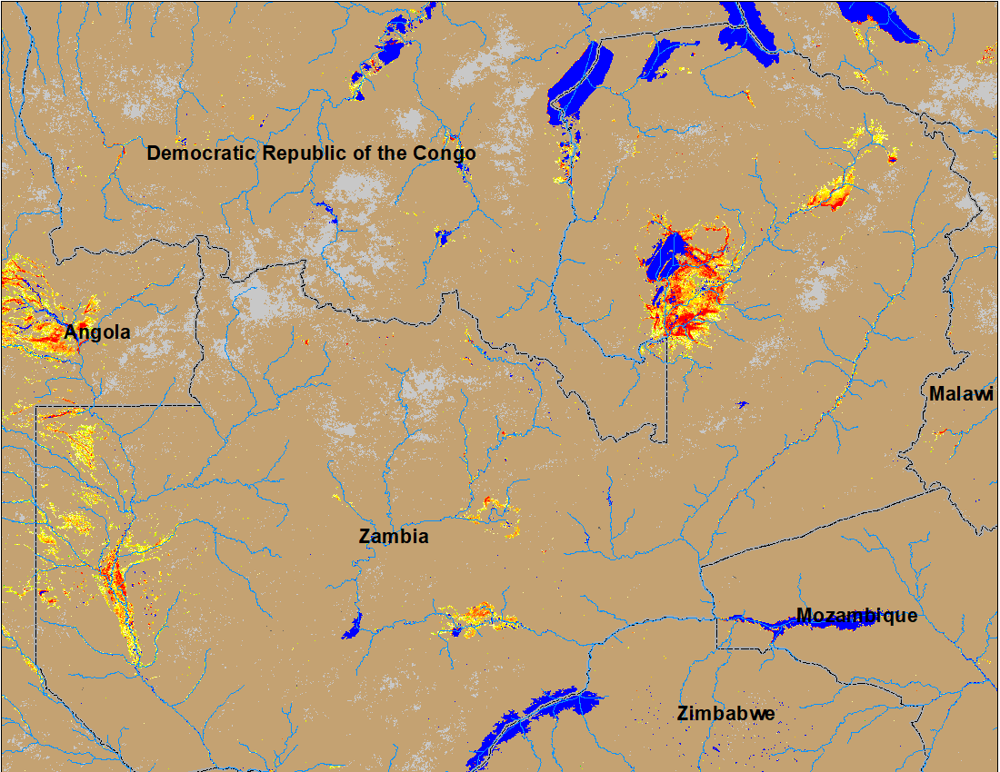 Democratic Republic of the Congo
Angola
Malawi
Zambia
Mozambique
Zimbabwe